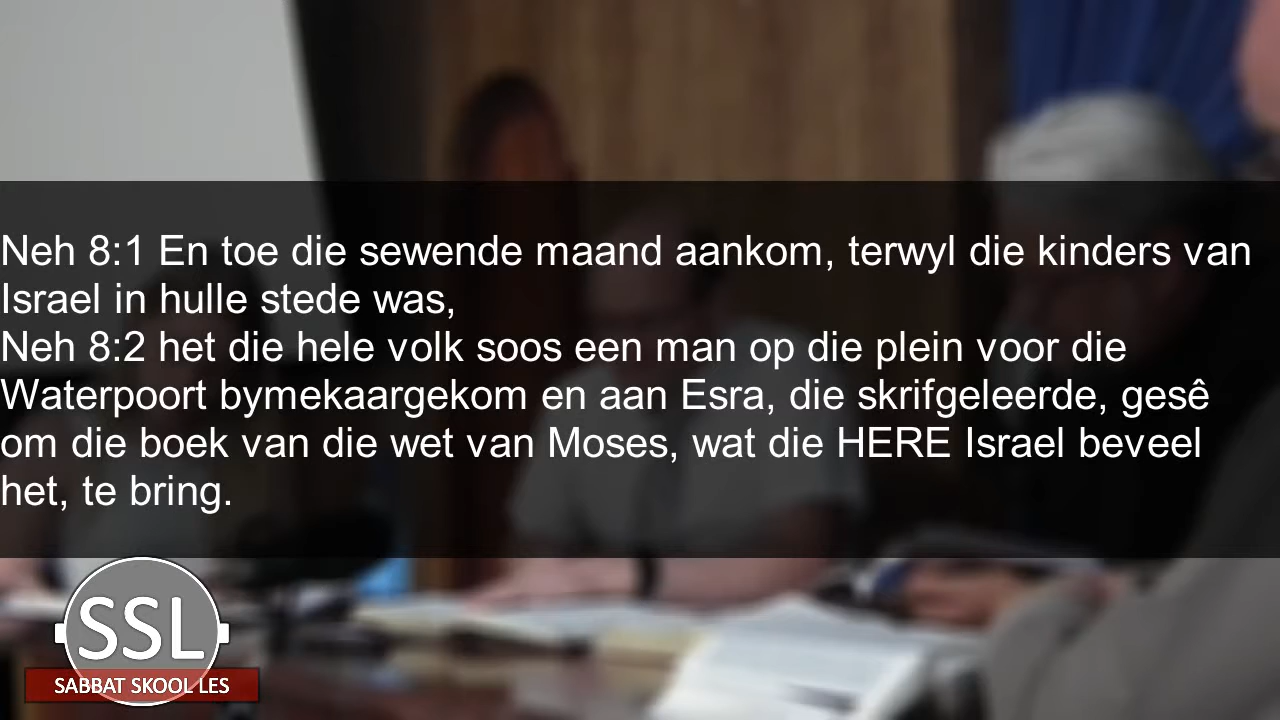 Neh 8:1 En toe die sewende maand aankom, terwyl die kinders van
Israel in hulle stede was,
Neh 8:2 het die hele volk soos een man op die plein voor die
Waterpoort bymekaargekom en aan Esra, die skrifgeleerde, gesê
om die boek van die wet van Moses, wat die HERE Israel beveel
het, te bring.
SSL
SABBAT SKOOL LES